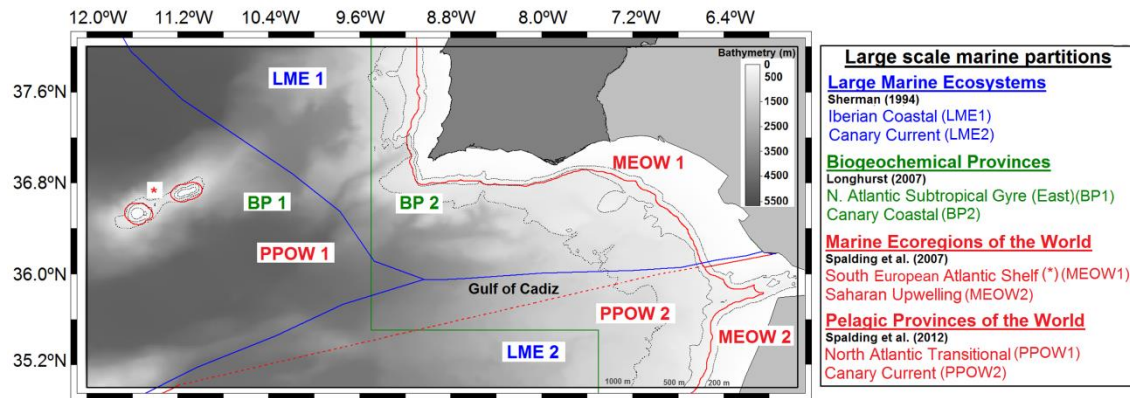 12.0ºW 11.2ºW 10.4ºW 9.6ºW 8.8ºW 8.0ºW 7.2ºW 6.4ºW
37.6ºN
36.8ºN
36.0ºN
35.2ºN
LME 1
Bathymetry (m)
0
500
1500
2500
3500
4500
5500
MEOW 1
*
BP 1
BP 2
PPOW 1
Gulf of Cadiz
PPOW 2
MEOW 2
LME 2
1000 m
500 m
200 m
Large scale marine partitions
Large Marine Ecosystems
Sherman (1994)
Iberian Coastal (LME1)
Canary Current (LME2)
Biogeochemical Provinces
Longhurst (2007)
N. Atlantic Subtropical Gyre (East)(BP1)
Canary Coastal (BP2)
Marine Ecoregions of the World
Spalding et al. (2007)
South European Atlantic Shelf (*) (MEOW1)
Saharan Upwelling (MEOW2)
Pelagic Provinces of the World
Spalding et al. (2012)
North Atlantic Transitional (PPOW1)
Canary Current (PPOW2)